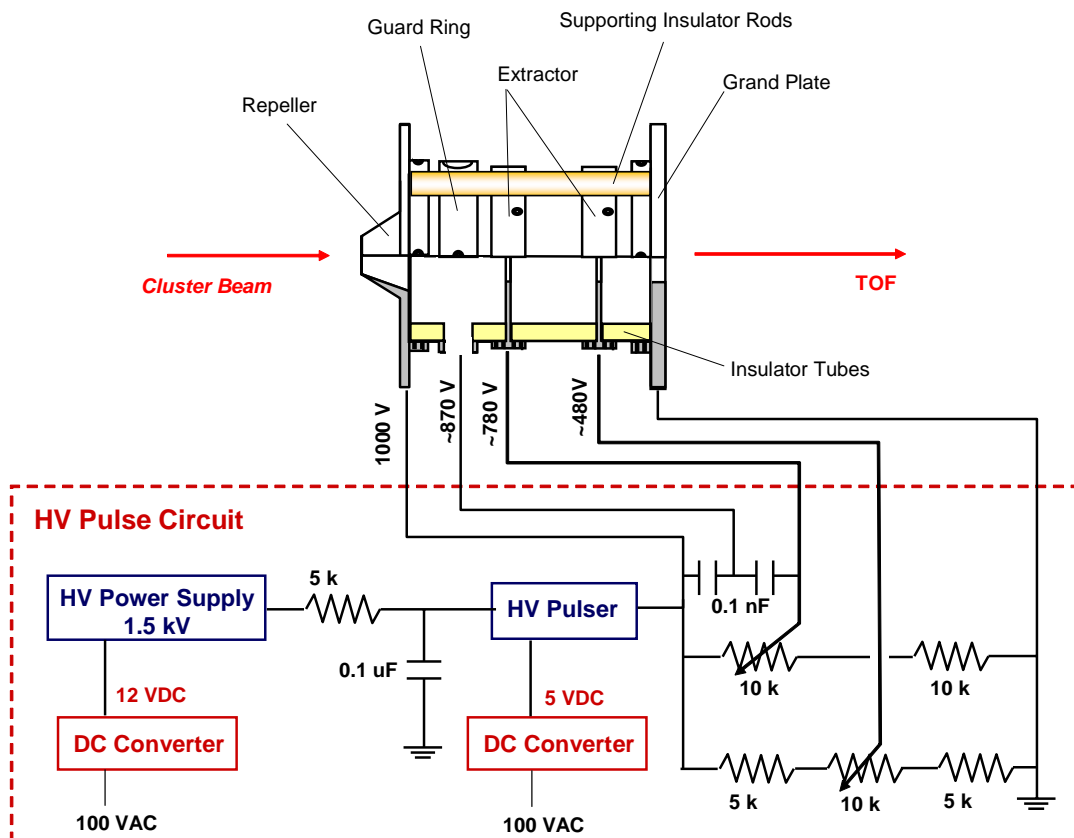 Supporting Insulator Rods
Guard Ring
Extractor
Grand Plate
Repeller
Cluster Beam
TOF
Insulator Tubes
1000 V
~870 V
~780 V
~480V
HV Pulse Circuit
5 k
HV Power Supply
1.5 kV
HV Pulser
0.1 nF
0.1 uF
10 k
10 k
12 VDC
5 VDC
DC Converter
DC Converter
5 k
10 k
5 k
100 VAC
100 VAC